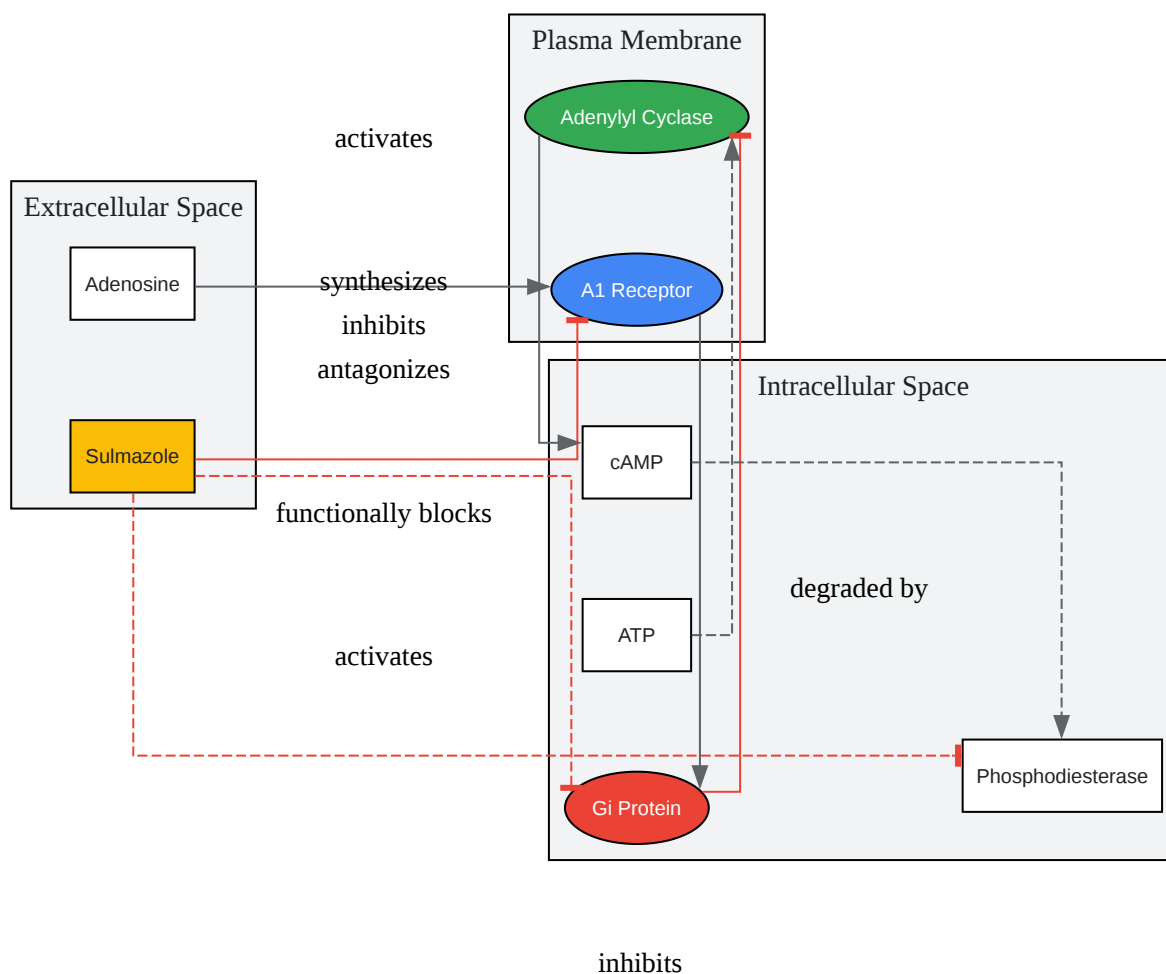 Plasma Membrane
Adenylyl Cyclase
activates
Extracellular Space
Adenosine
synthesizes
A1 Receptor
inhibits
antagonizes
Intracellular Space
Sulmazole
cAMP
functionally blocks
degraded by
ATP
activates
Phosphodiesterase
Gi Protein
inhibits